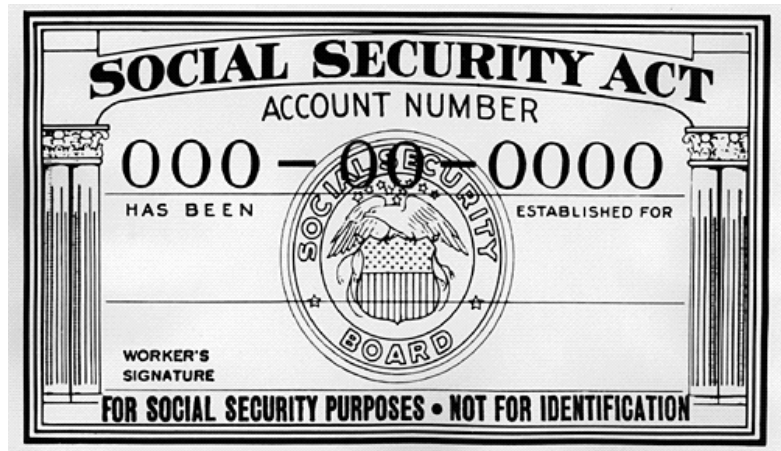 SOCIAL SECURITY ACT
ACCOUNT NUMBER
000-00-0000
HAS BEEN ESTABLISHED FOR
SOCIAL SECURITY
BOARD
WORKER'S
SIGNATURE
FOR SOCIAL SECURITY PURPOSES • NOT FOR IDENTIFICATION